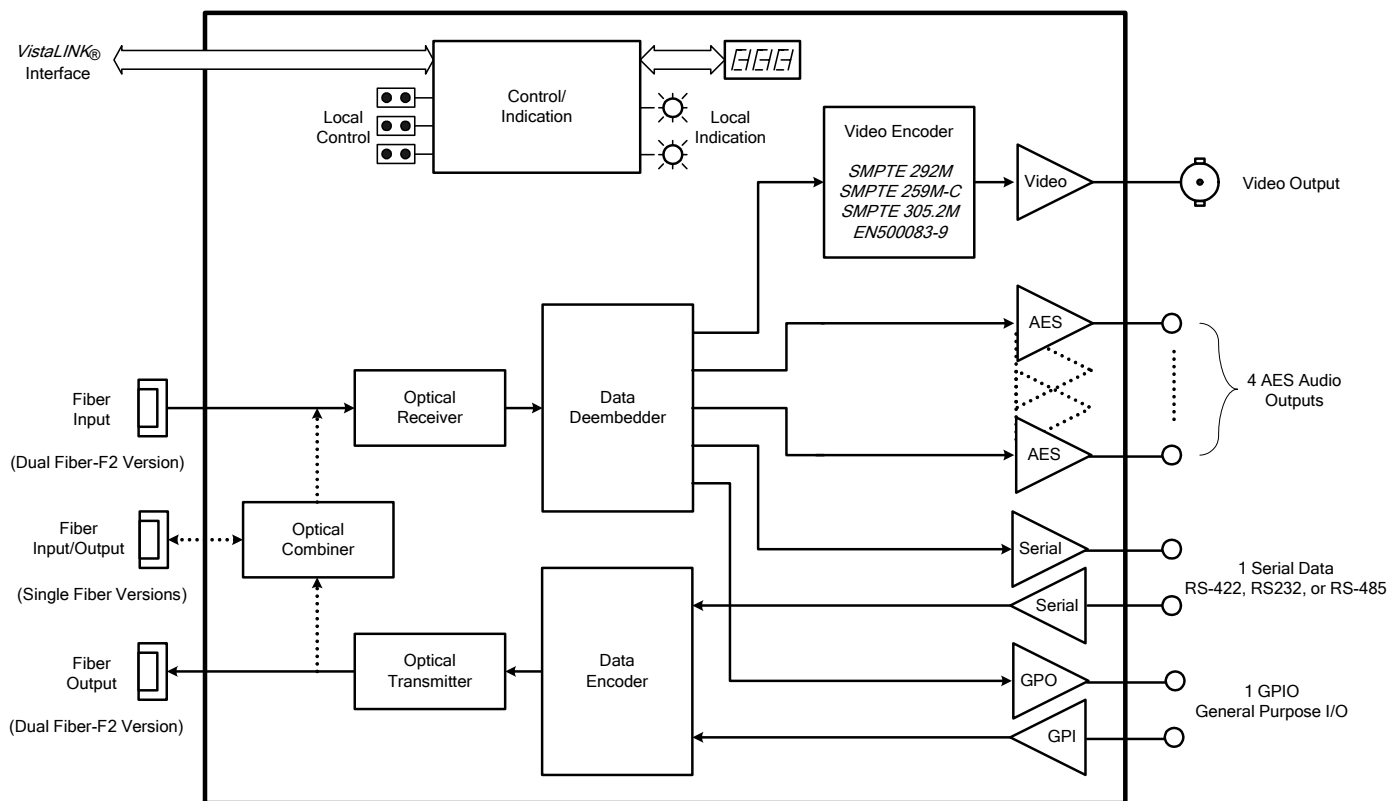 VistaLINK®
Interface
Control/
Indication
Local
Control
Local
Indication
Video Encoder
SMPTE 292M
SMPTE 259M-C
SMPTE 305.2M
EN500083-9
Video
Video Output
AES
AES
4 AES Audio
Outputs
Fiber
Input
(Dual Fiber-F2 Version)
Optical
Receiver
Data
Deembedder
Fiber
Input/Output
(Single Fiber Versions)
Optical
Combiner
Serial
Serial
1 Serial Data
RS-422, RS232, or RS-485
Fiber
Output
(Dual Fiber-F2 Version)
Optical
Transmitter
Data
Encoder
GPO
GPI
1 GPIO
General Purpose I/O